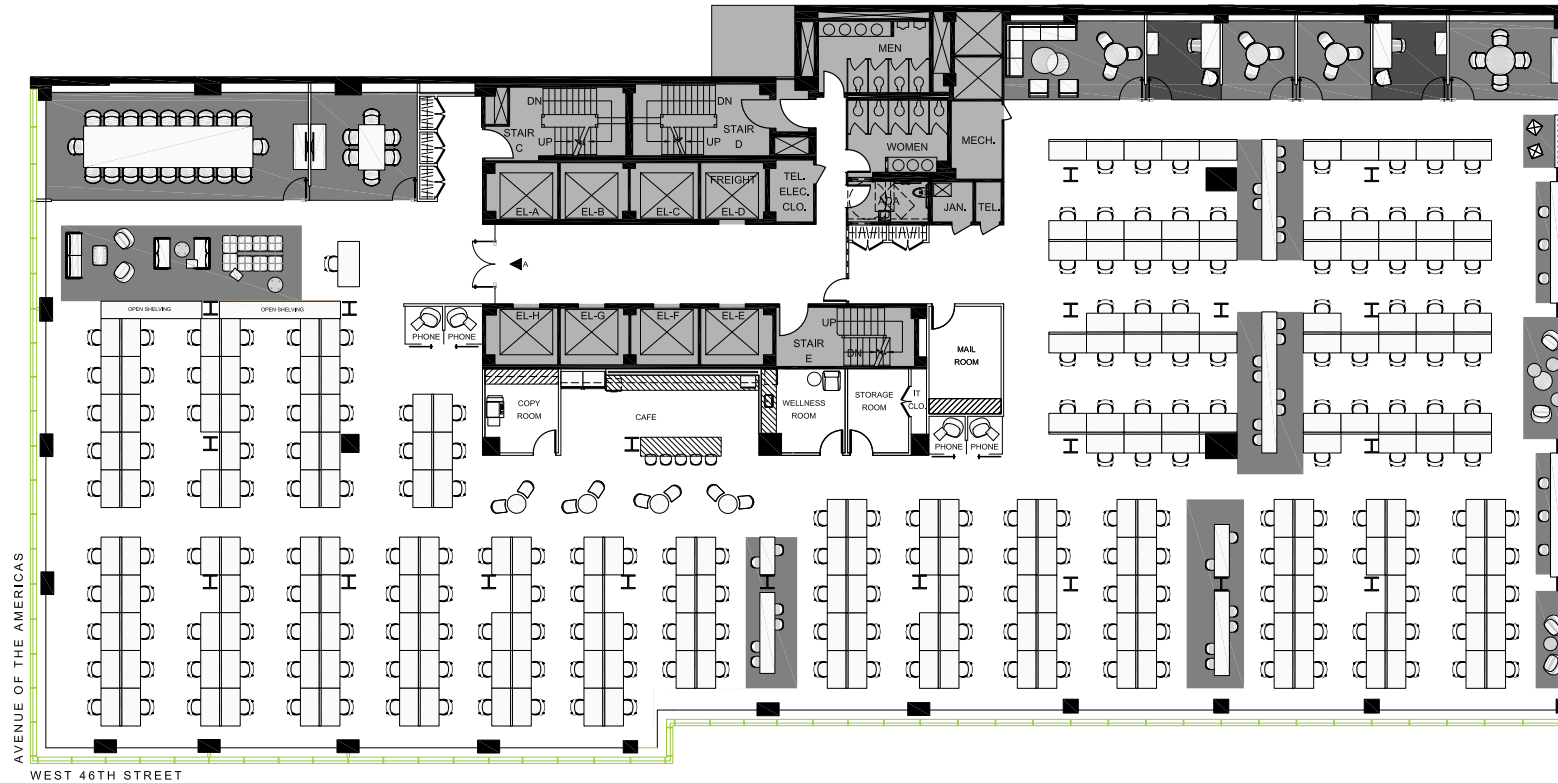 MEN
DN
DN
STAIR
C
UP
STAIR
D
UP
WOMEN
MECH.
FREIGHT
TEL.
ELEC.
CLO.
EL-A
EL-B
EL-C
EL-D
ADA
JAN.
TEL.
A
OPEN SHELVING
OPEN SHELVING
PHONE
PHONE
EL-H
EL-G
EL-F
EL-E
UP
STAIR
E
DN
MAIL
ROOM
COPY
ROOM
CAFE
WELLNESS
ROOM
STORAGE
ROOM
IT
CLO.
PHONE
PHONE
AVENUE OF THE AMERICAS
WEST 46TH STREET